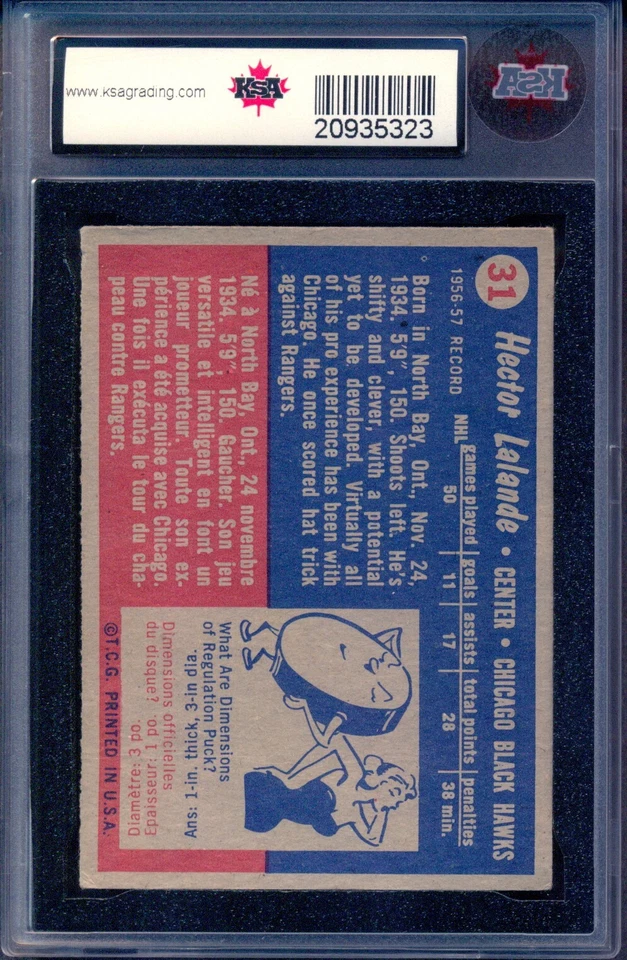 www.ksagrading.com
KSA
20935323
KSA
31 Hector Lalande • CENTER • CHICAGO BLACK HAWKS
1956-57 RECORD
games played goals assists total points penalties
NHL 50 11 17 28 38 min.
Born in North Bay, Ont., Nov. 24,
1934. 5'9", 150. Shoots left. He's
shifty and clever, with a potential
yet to be developed. Virtually all
of his pro experience has been with
Chicago. He once scored hat trick
against Rangers.
Né à North Bay, Ont., 24 novembre
1934. 5'9", 150. Gaucher. Son jeu
versatile et intelligent en font un
joueur prometteur. Trute son ex-
périence a été acquise avec Chicago.
Une fois il exécuta le tour du cha-
peau contre Rangers.
What Are Dimensions
of Regulation Puck?
Ans: 1-in. thick, 3-in dia.
Dimensions officielles
du disque?
Epaisseur: 1 po.
Diamètre: 3 po.
©T.C.G. PRINTED IN U.S.A.